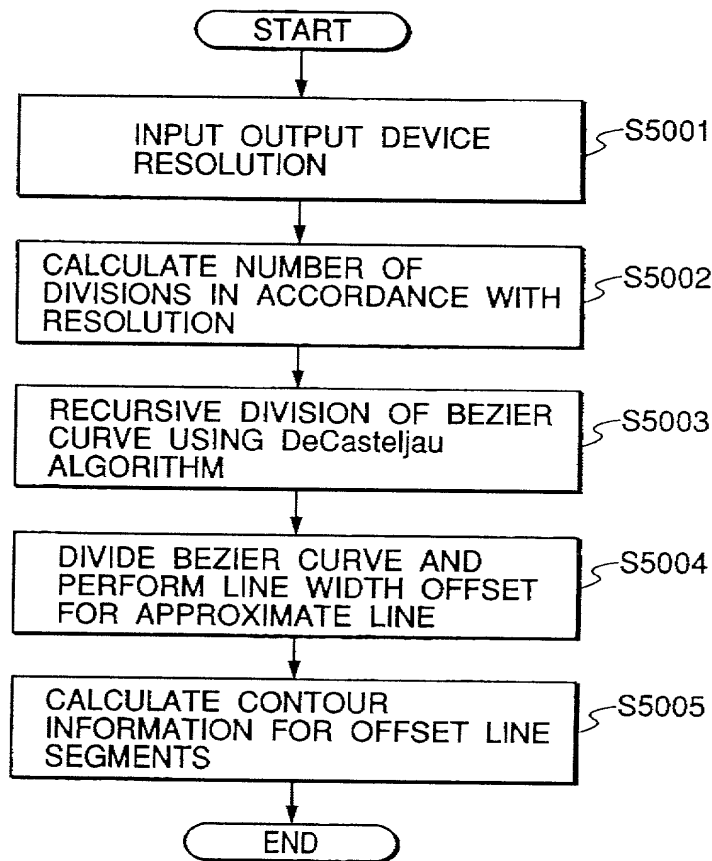 START
INPUT OUTPUT DEVICE
RESOLUTION
S5001
CALCULATE NUMBER OF
DIVISIONS IN ACCORDANCE WITH
RESOLUTION
S5002
RECURSIVE DIVISION OF BEZIER
CURVE USING DeCasteljau
ALGORITHM
S5003
DIVIDE BEZIER CURVE AND
PERFORM LINE WIDTH OFFSET
FOR APPROXIMATE LINE
S5004
CALCULATE CONTOUR
INFORMATION FOR OFFSET LINE
SEGMENTS
S5005
END